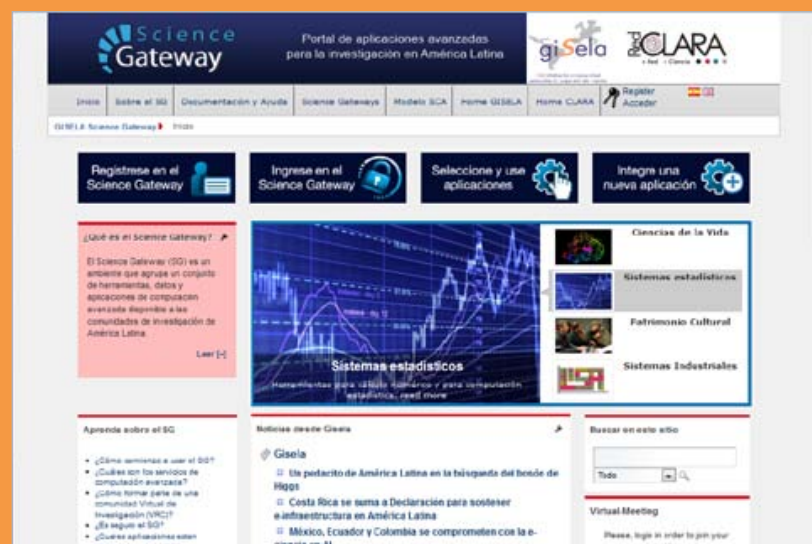 Science
Gateway
Portal de aplicaciones avanzadas
para la investigación en América Latina
gisela
Red CLARA
Inicio
Sobre el SG
Documentación y Ayuda
Science Gateways
Modelo SCA
Home GISELA
Home CLARA
Register
Acceder
GISELA Science Gateway Inicio
Regístrese en el
Science Gateway
Ingrese en el
Science Gateway
Seleccione y use
aplicaciones
Integre una
nueva aplicación
¿Qué es el Science Gateway?
El Science Gateway (SG) es un
ambiente que agrupa un conjunto
de herramientas, datos y
aplicaciones de computación
avanzada disponible a las
comunidades de investigación de
América Latina.
Leer [+]
Sistemas estadísticos
Herramientas para cálculo numérico y para computación
estadística, read more
Ciencias de la Vida
Sistemas estadísticos
Patrimonio Cultural
Sistemas Industriales
Aprenda sobre el SG
¿Cómo comienzo a usar el SG?
¿Cuáles son los servicios de
computación avanzada?
¿Cómo formar parte de una
comunidad Virtual de
Investigación (VRC)?
¿Es seguro el SG?
¿Cuáles aplicaciones están
Noticias desde Gisela
Gisela
Un pedacito de América Latina en la búsqueda del bosón de
Higgs
Costa Rica se suma a Declaración para sostener
e-infraestructura en América Latina
México, Ecuador y Colombia se comprometen con la e-
ciencia en AL
Buscar en este sitio
Todo
Virtual Meeting
Please, login in order to join your